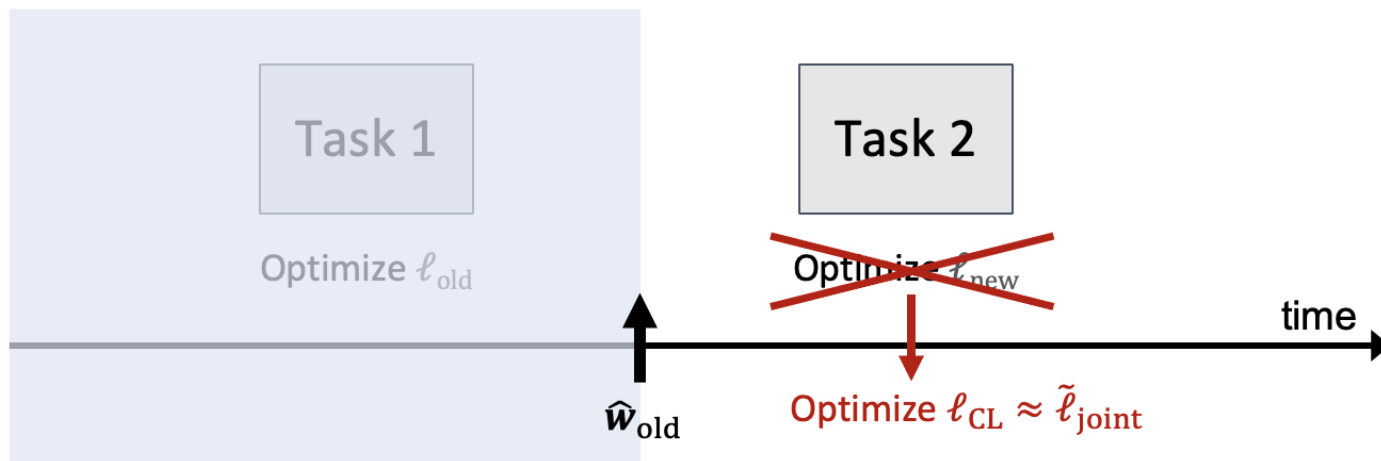 Task 1
Task 2
Optimize ℓ_old
Optimize ℓ_new
time
ŵ_old
Optimize ℓ_CL ≈ ℓ̃_joint